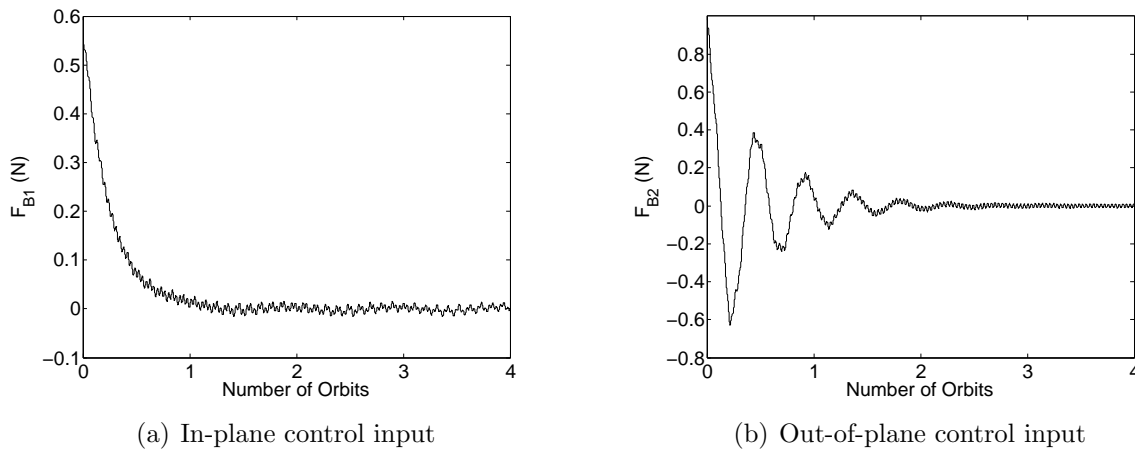 0.6
0.5
0.4
0.3
0.2
0.1
0
−0.1
F_B1 (N)
0 1 2 3 4
Number of Orbits
(a) In-plane control input
0.8
0.6
0.4
0.2
0
−0.2
−0.4
−0.6
−0.8
F_B2 (N)
0 1 2 3 4
Number of Orbits
(b) Out-of-plane control input